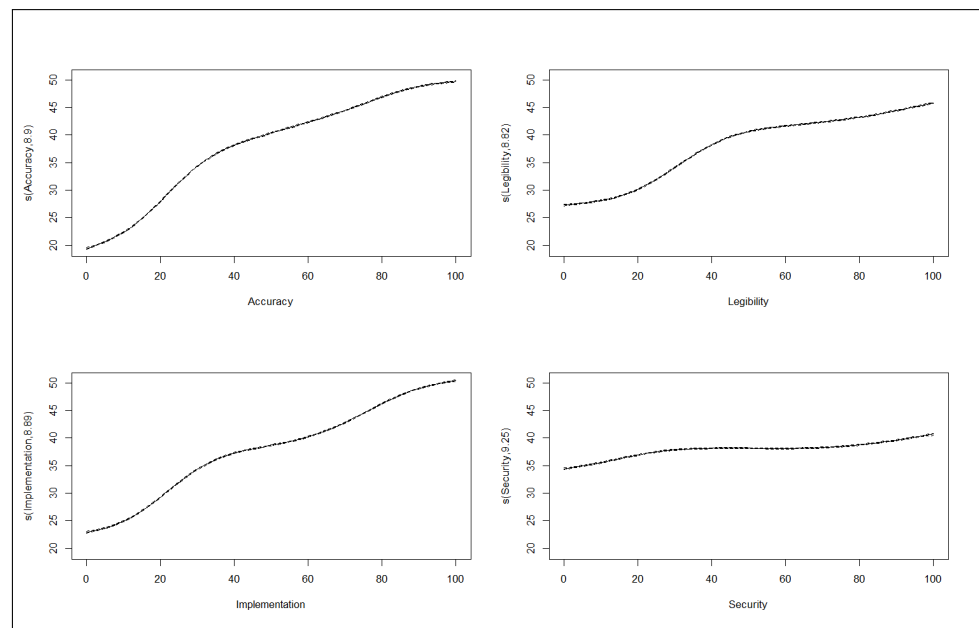 s(Accuracy,8.9)
50
45
40
35
30
25
20
0 20 40 60 80 100
Accuracy
s(Legibility,8.82)
50
45
40
35
30
25
20
0 20 40 60 80 100
Legibility
s(Implementation,8.89)
50
45
40
35
30
25
20
0 20 40 60 80 100
Implementation
s(Security,9.25)
50
45
40
35
30
25
20
0 20 40 60 80 100
Security